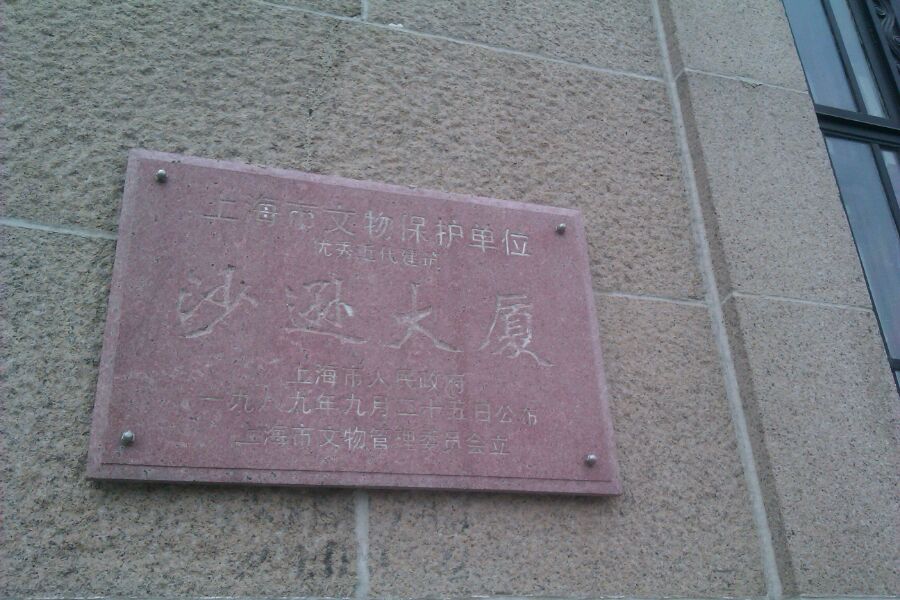 上海市文物保护单位
优秀近代建筑
沙逊大厦
上海市人民政府
一九八九年九月二十五日公布
上海市文物管理委员会立